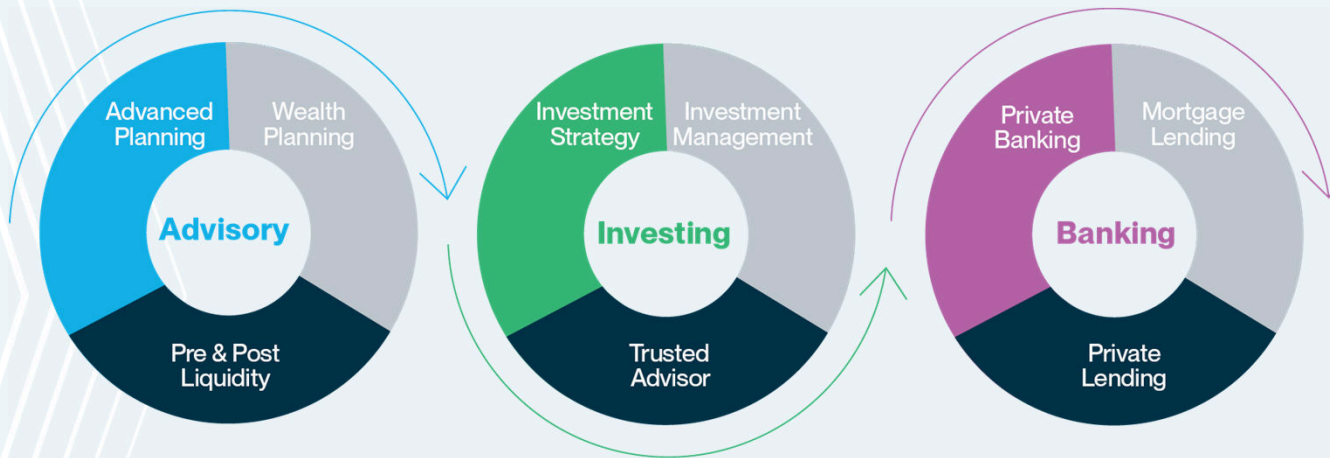 Advanced
Planning
Wealth
Planning
Advisory
Pre & Post
Liquidity
Investment
Strategy
Investment
Management
Investing
Trusted
Advisor
Private
Banking
Mortgage
Lending
Banking
Private
Lending